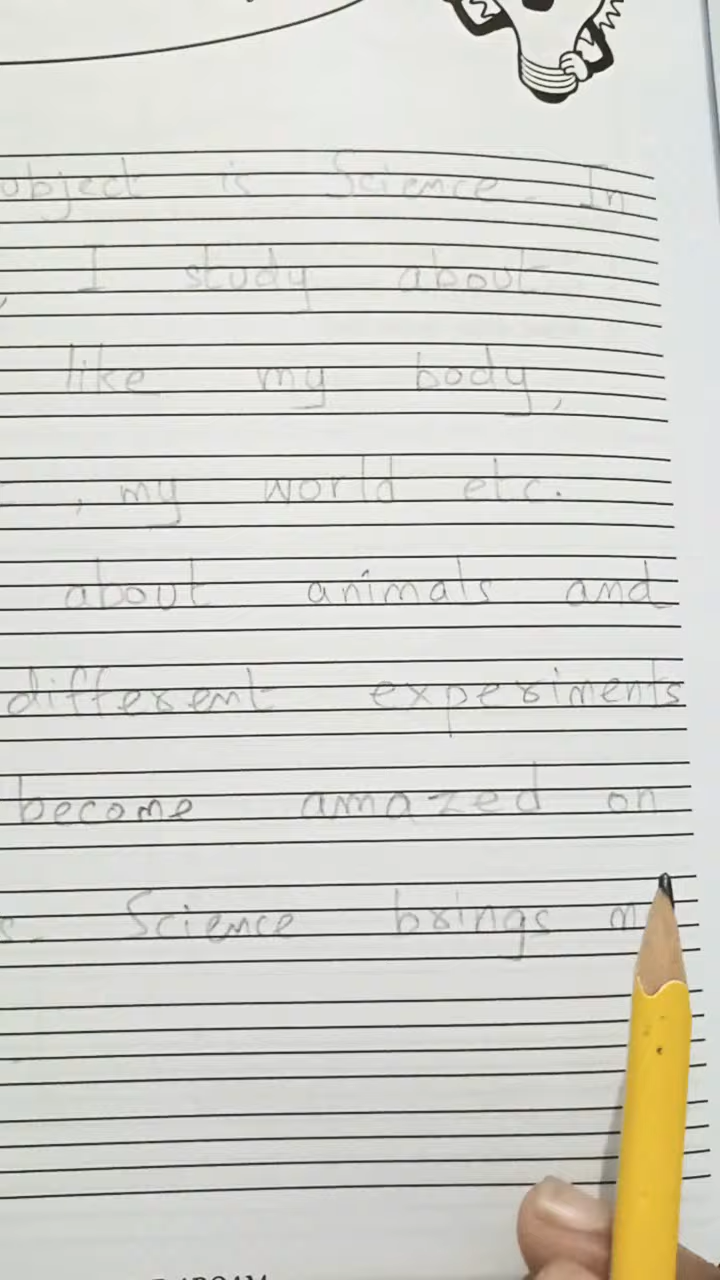 object is Science. In
, I study about
like my body,
, my world etc.
about animals and
different experiments
become amazed on
s. Science brings